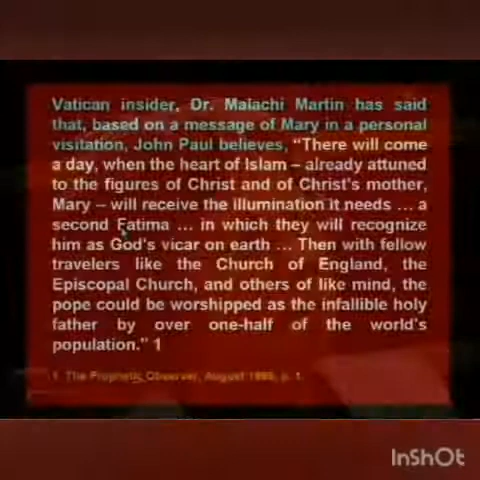 Vatican insider, Dr. Malachi Martin has said
that, based on a message of Mary in a personal
visitation, John Paul believes, “There will come
a day, when the heart of Islam – already attuned
to the figures of Christ and of Christ's mother,
Mary – will receive the illumination it needs ... a
second Fatima ... in which they will recognize
him as God's vicar on earth ... Then with fellow
travelers like the Church of England, the
Episcopal Church, and others of like mind, the
pope could be worshipped as the infallible holy
father by over one-half of the world's
population.” 1
1. The Prophetic Observer, August p. 1.
InShOt